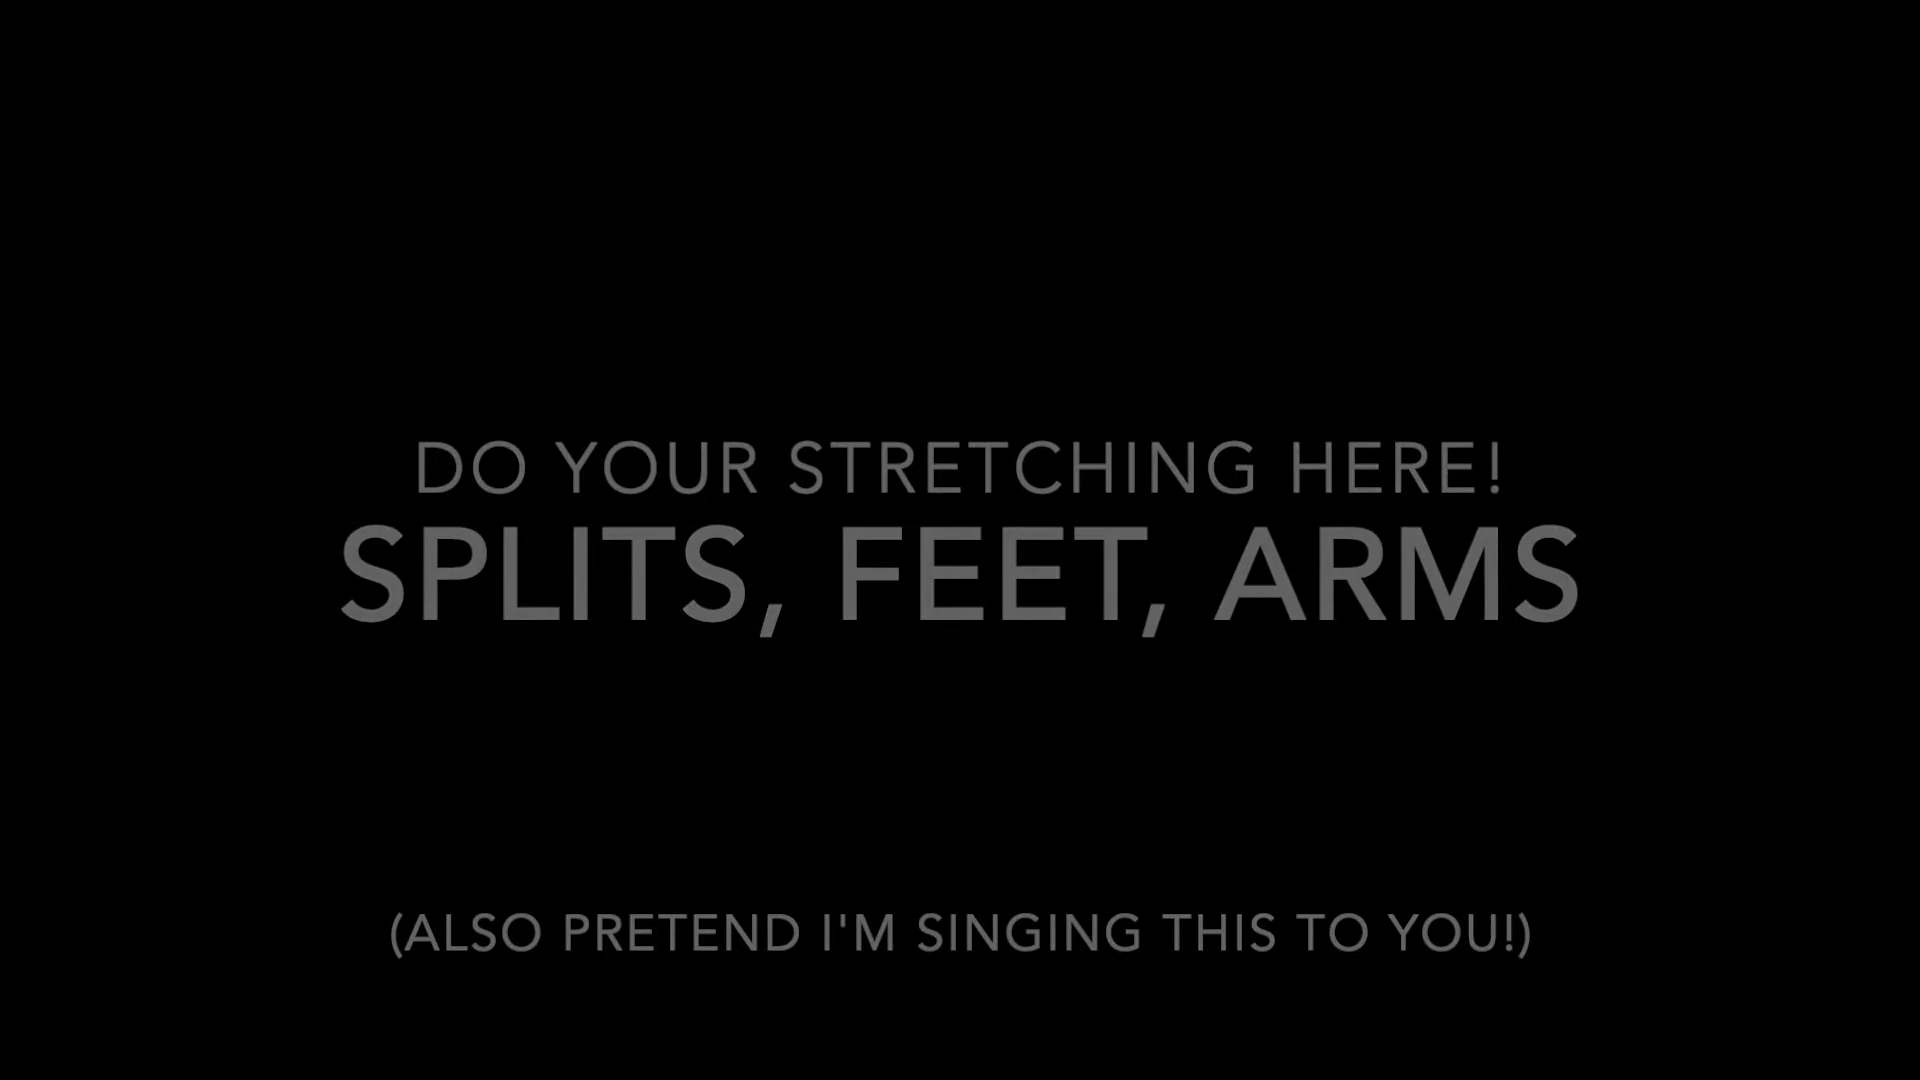 DO YOUR STRETCHING HERE!
SPLITS, FEET, ARMS
(ALSO PRETEND I'M SINGING THIS TO YOU!)